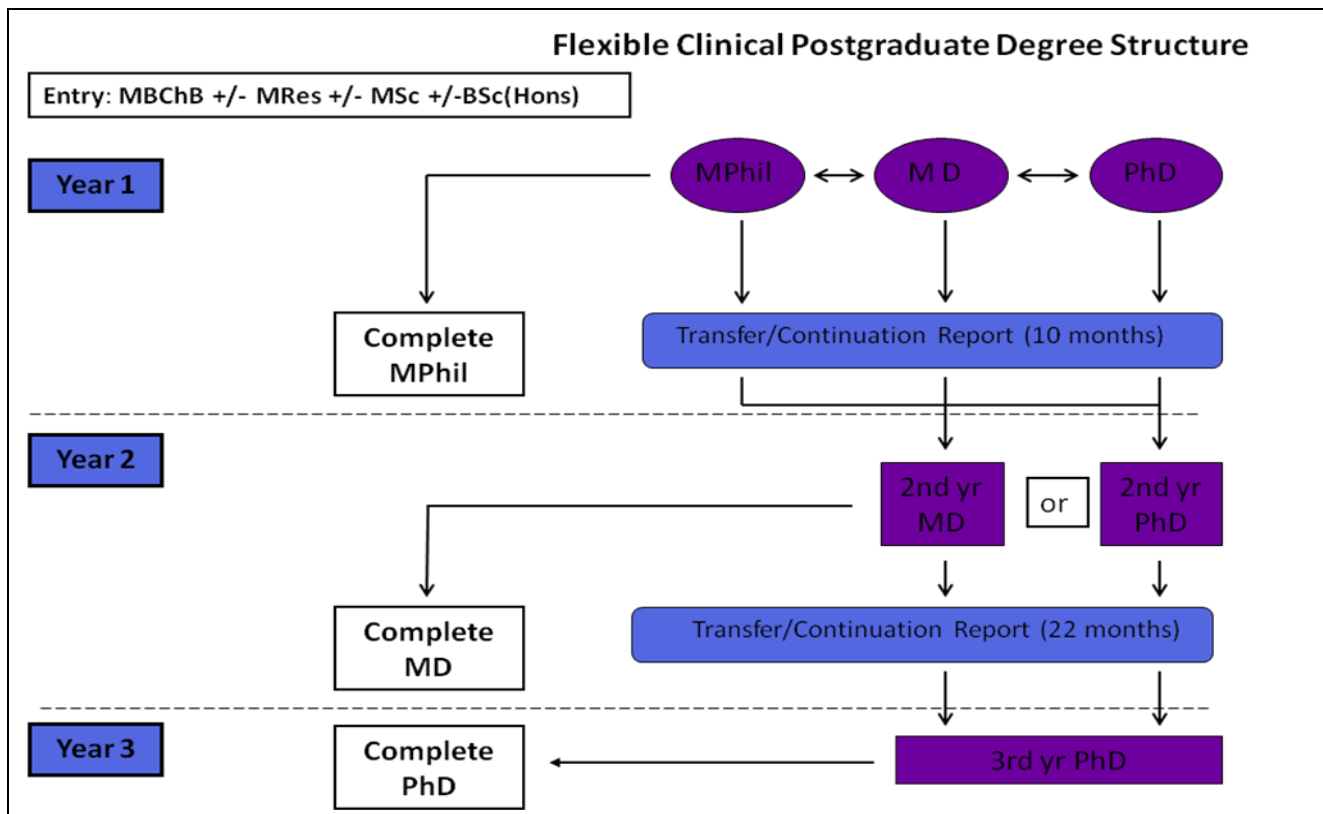 Flexible Clinical Postgraduate Degree Structure
Entry: MBChB +/- MRes +/- MSc +/-BSc(Hons)
Year 1
MPhil
M D
PhD
Complete
MPhil
Transfer/Continuation Report (10 months)
Year 2
2nd yr
MD
or
2nd yr
PhD
Complete
MD
Transfer/Continuation Report (22 months)
Year 3
Complete
PhD
3rd yr PhD